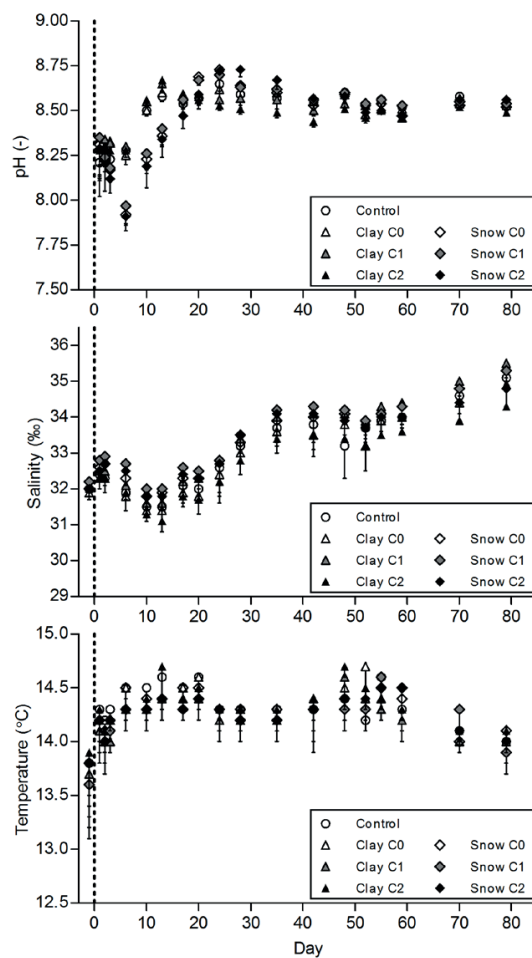 9.00
8.75
8.50
8.25
8.00
7.75
7.50
pH (-)
0 10 20 30 40 50 60 70 80
Control
Clay C0 Snow C0
Clay C1 Snow C1
Clay C2 Snow C2
36
35
34
33
32
31
30
29
Salinity (‰)
0 10 20 30 40 50 60 70 80
Control
Clay C0 Snow C0
Clay C1 Snow C1
Clay C2 Snow C2
15.0
14.5
14.0
13.5
13.0
12.5
Temperature (°C)
0 10 20 30 40 50 60 70 80
Control
Clay C0 Snow C0
Clay C1 Snow C1
Clay C2 Snow C2
Day